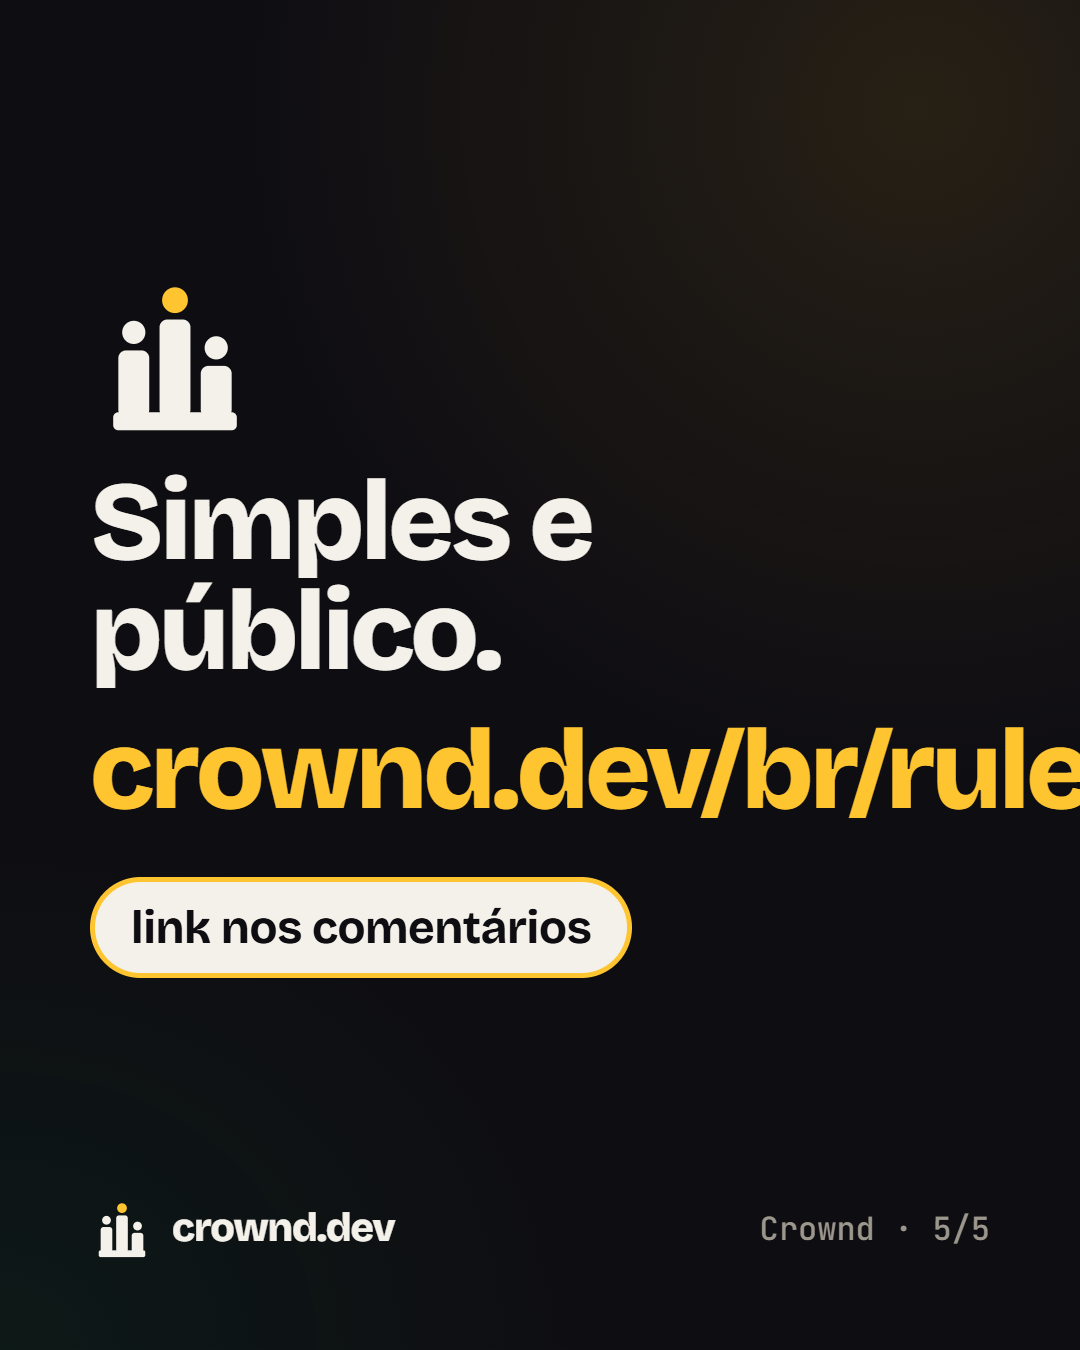 Simples e
público.
crownd.dev/br/rule
link nos comentários
crownd.dev
Crownd · 5/5